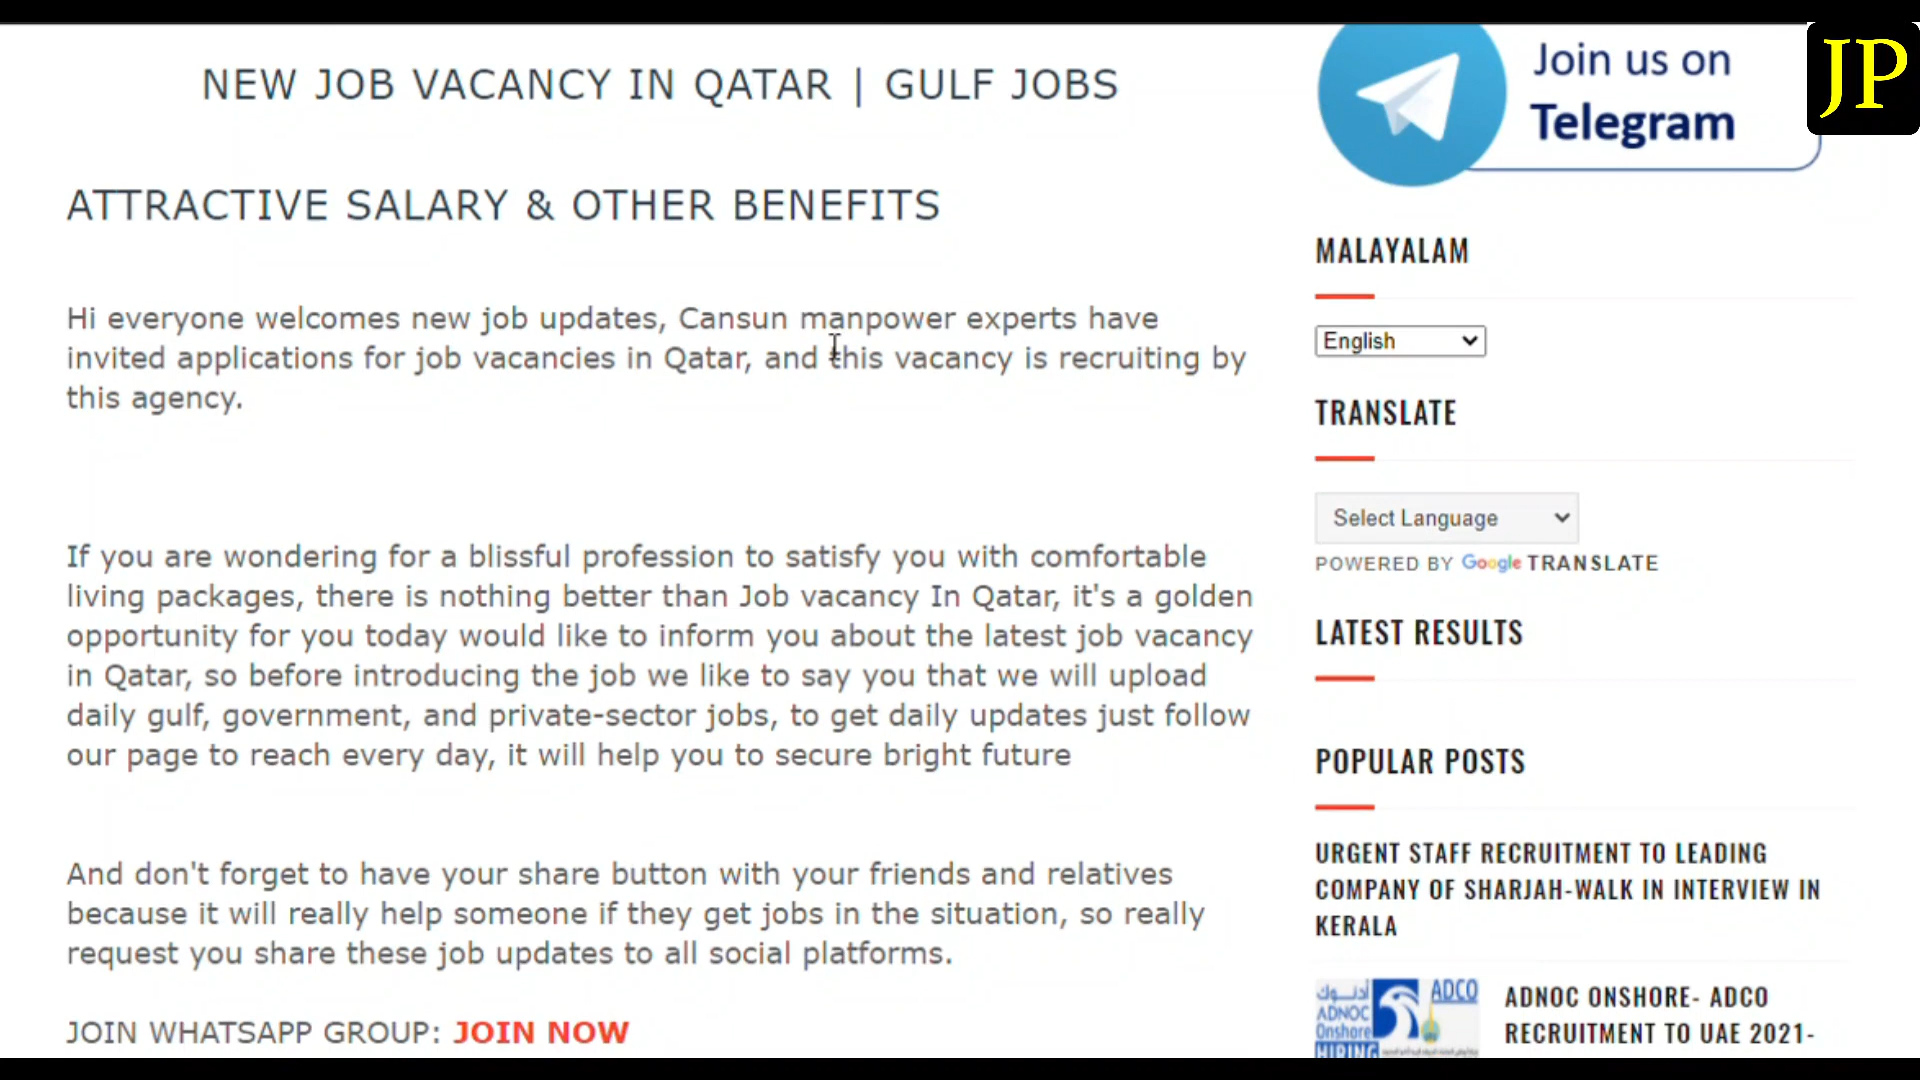 NEW JOB VACANCY IN QATAR | GULF JOBS
ATTRACTIVE SALARY & OTHER BENEFITS
Hi everyone welcomes new job updates, Cansun manpower experts have
invited applications for job vacancies in Qatar, and this vacancy is recruiting by
this agency.
If you are wondering for a blissful profession to satisfy you with comfortable
living packages, there is nothing better than Job vacancy In Qatar, it's a golden
opportunity for you today would like to inform you about the latest job vacancy
in Qatar, so before introducing the job we like to say you that we will upload
daily gulf, government, and private-sector jobs, to get daily updates just follow
our page to reach every day, it will help you to secure bright future
And don't forget to have your share button with your friends and relatives
because it will really help someone if they get jobs in the situation, so really
request you share these job updates to all social platforms.
JOIN WHATSAPP GROUP: JOIN NOW
Join us on
Telegram
JP
MALAYALAM
English
TRANSLATE
Select Language
POWERED BY Google TRANSLATE
LATEST RESULTS
POPULAR POSTS
URGENT STAFF RECRUITMENT TO LEADING
COMPANY OF SHARJAH-WALK IN INTERVIEW IN
KERALA
أدنوك
ADNOC
Onshore
HIRING
ADCO
ADNOC ONSHORE- ADCO
RECRUITMENT TO UAE 2021-